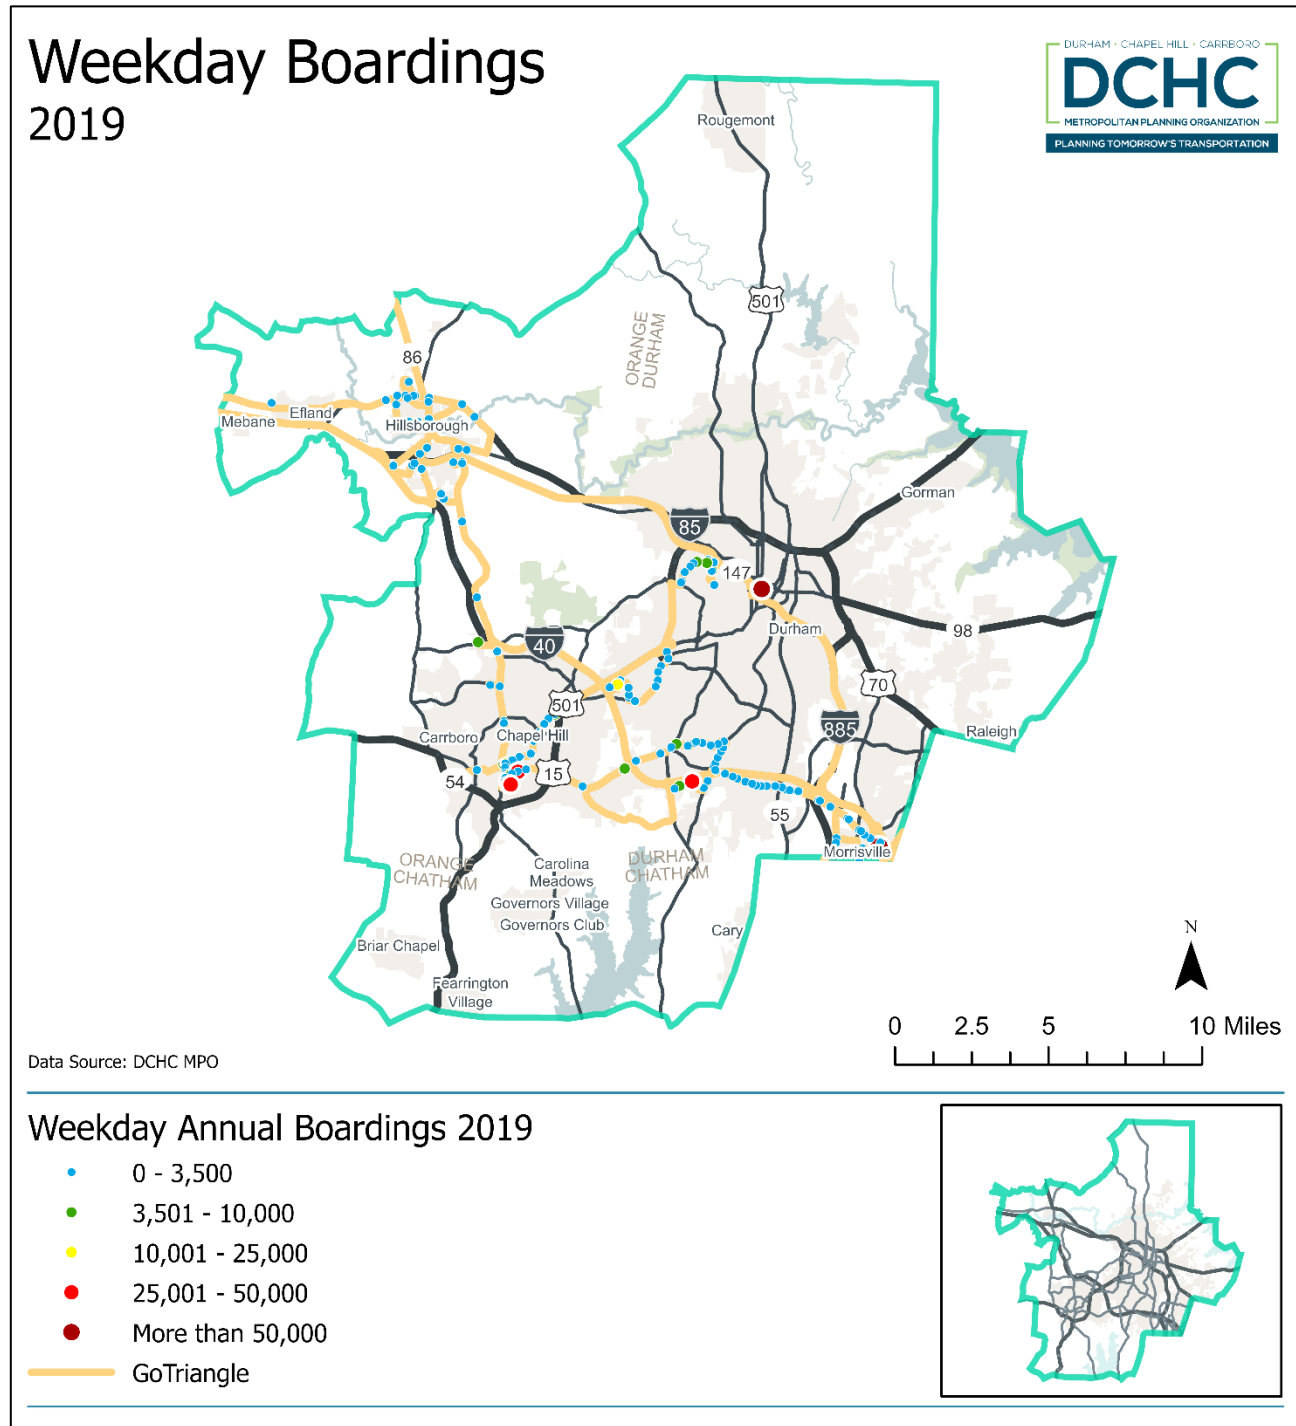 Weekday Boardings
2019
DURHAM · CHAPEL HILL · CARRBORO
DCHC
METROPOLITAN PLANNING ORGANIZATION
PLANNING TOMORROW'S TRANSPORTATION
Rougemont
501
ORANGE
DURHAM
86
Mebane
Efland
Hillsborough
Gorman
85
147
Durham
98
40
70
501
885
Raleigh
Carrboro
Chapel Hill
54
15
55
Morrisville
ORANGE
CHATHAM
DURHAM
CHATHAM
Carolina
Meadows
Governors Village
Governors Club
Cary
Briar Chapel
Fearrington
Village
N
0 2.5 5 10 Miles
Data Source: DCHC MPO
Weekday Annual Boardings 2019
0 - 3,500
3,501 - 10,000
10,001 - 25,000
25,001 - 50,000
More than 50,000
GoTriangle